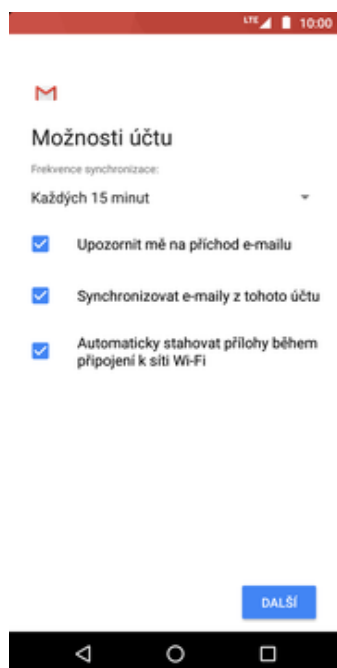 LTE 10:00
Možnosti účtu
Frekvence synchronizace:
Každých 15 minut
Upozornit mě na příchod e-mailu
Synchronizovat e-maily z tohoto účtu
Automaticky stahovat přílohy během
připojení k síti Wi-Fi
DALŠÍ